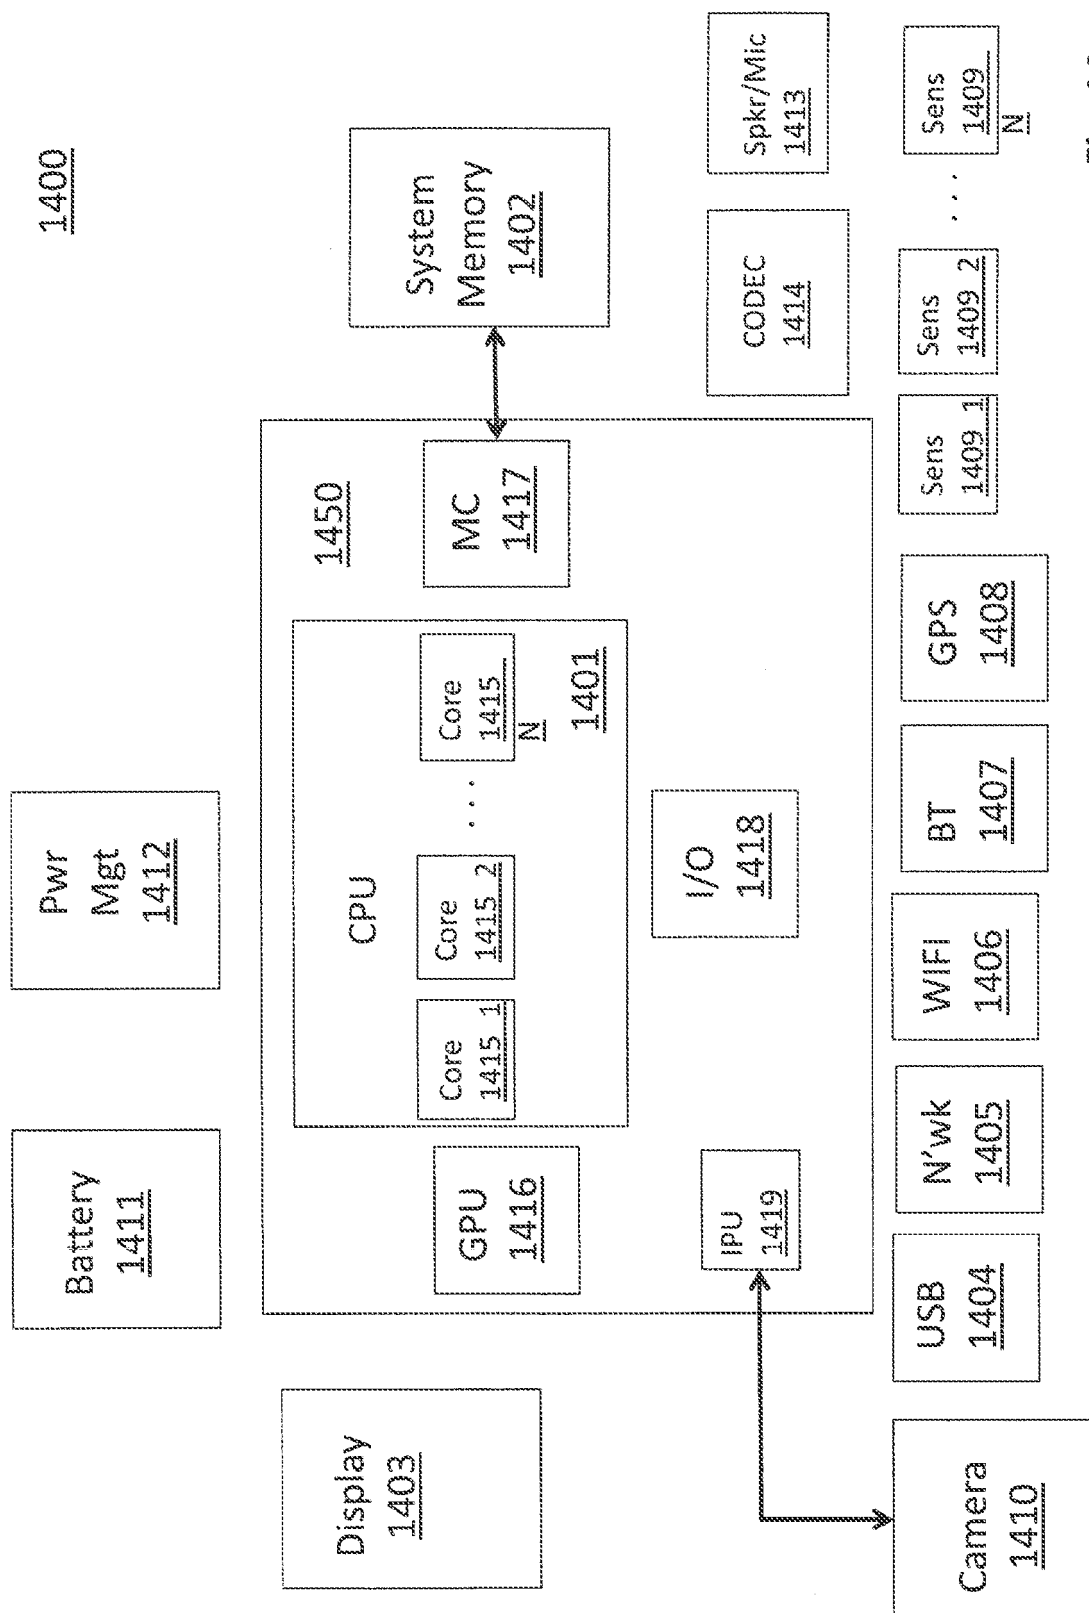 1400
Battery
1411
Pwr
Mgt
1412
Display
1403
System
Memory
1402
1450
CPU
Core
1415_1
Core
1415_2
. . .
Core
1415_
N
1401
GPU
1416
MC
1417
IPU
1419
I/O
1418
CODEC
1414
Spkr/Mic
1413
Camera
1410
USB
1404
N'wk
1405
WIFI
1406
BT
1407
GPS
1408
Sens
1409_1
Sens
1409_2
. . .
Sens
1409_
N